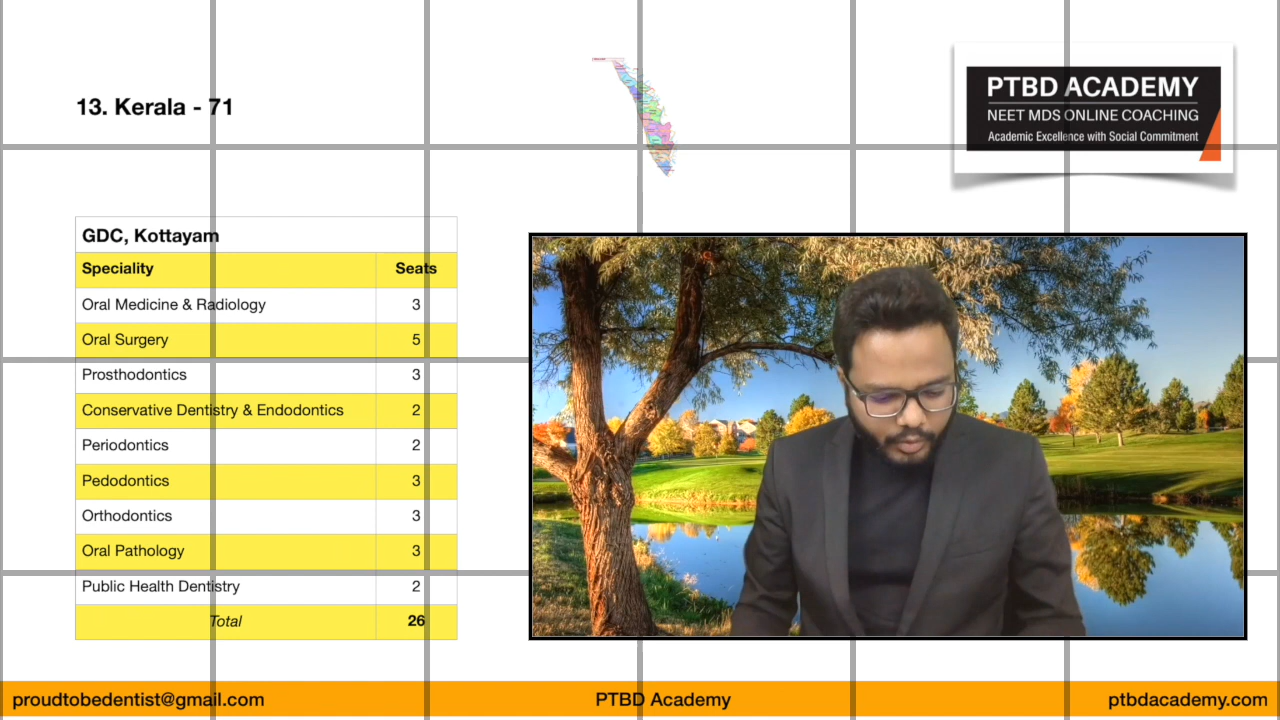 13. Kerala - 71
PTBD ACADEMY
NEET MDS ONLINE COACHING
Academic Excellence with Social Commitment
GDC, Kottayam
Speciality Seats
Oral Medicine & Radiology 3
Oral Surgery 5
Prosthodontics 3
Conservative Dentistry & Endodontics 2
Periodontics 2
Pedodontics 3
Orthodontics 3
Oral Pathology 3
Public Health Dentistry 2
Total 26
proudtobedentist@gmail.com PTBD Academy ptbdacademy.com